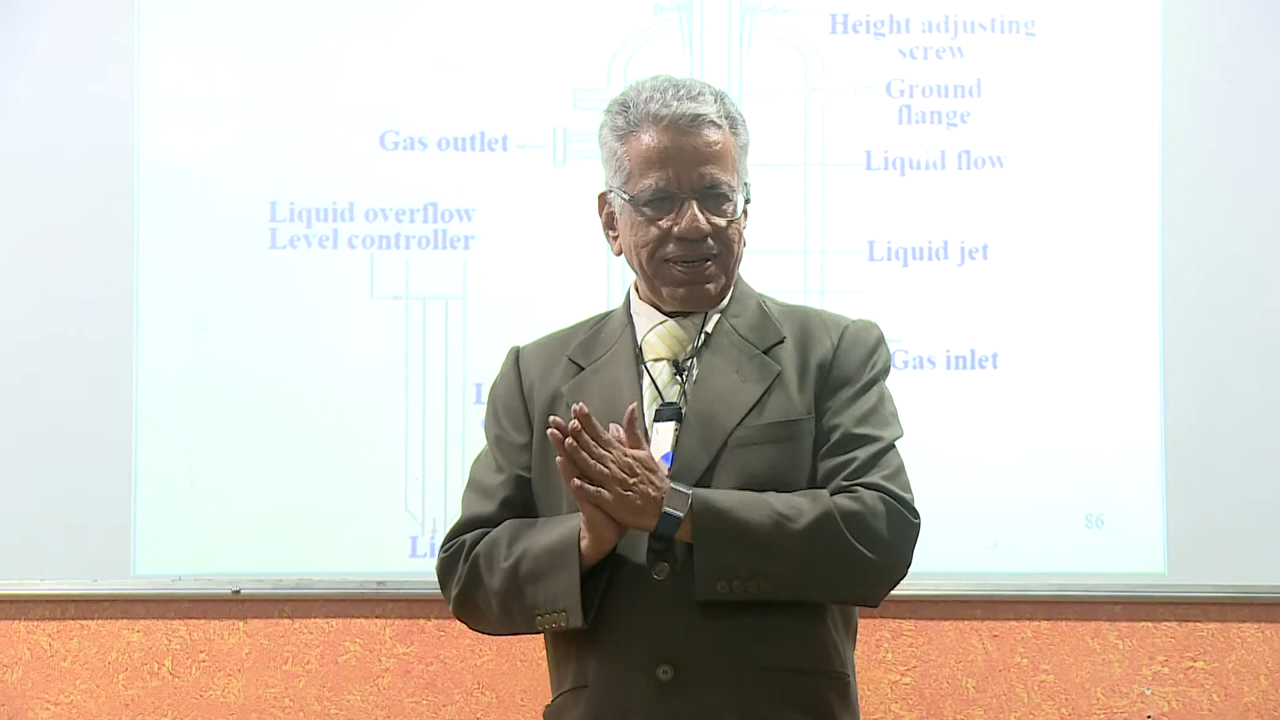 Height adjusting
screw
Ground
flange
Gas outlet
Liquid flow
Liquid overflow
Level controller
Liquid jet
Gas inlet
86